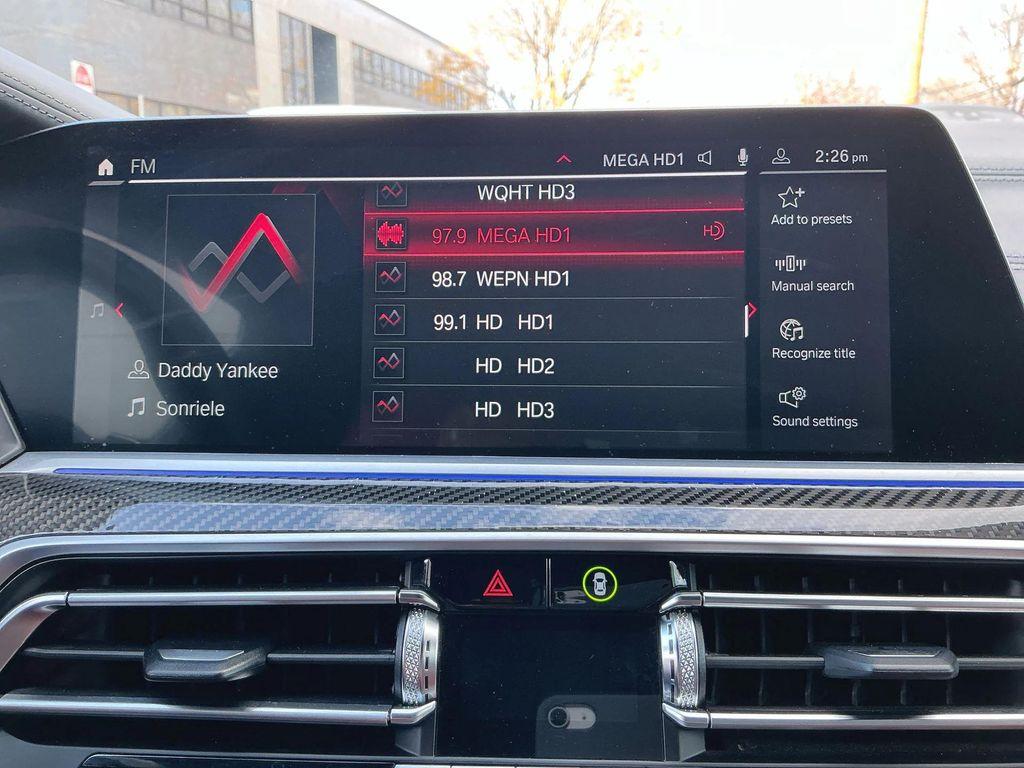 FM
MEGA HD1
2:26 pm
WQHT HD3
97.9 MEGA HD1
HD
98.7 WEPN HD1
99.1 HD HD1
HD HD2
HD HD3
Daddy Yankee
Sonriele
Add to presets
Manual search
Recognize title
Sound settings